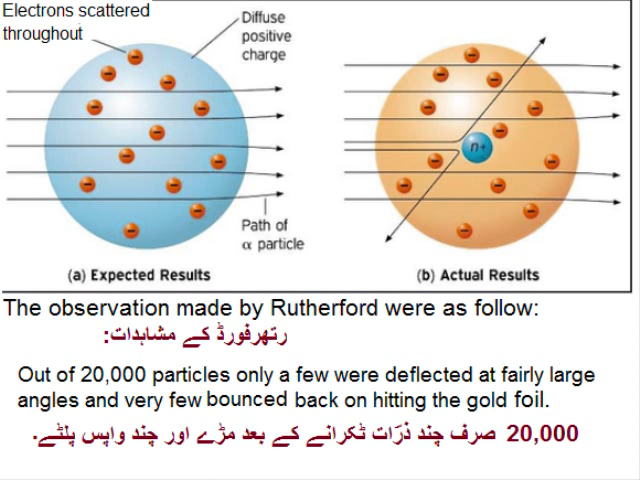 Electrons scattered
throughout
Diffuse
positive
charge
n+
Path of
α particle
(a) Expected Results
(b) Actual Results
The observation made by Rutherford were as follow:
رتھرفورڈ کے مشاہدات:
Out of 20,000 particles only a few were deflected at fairly large
angles and very few bounced back on hitting the gold foil.
20,000 صرف چند ذرّات ٹکرانے کے بعد مڑے اور چند واپس پلٹے۔